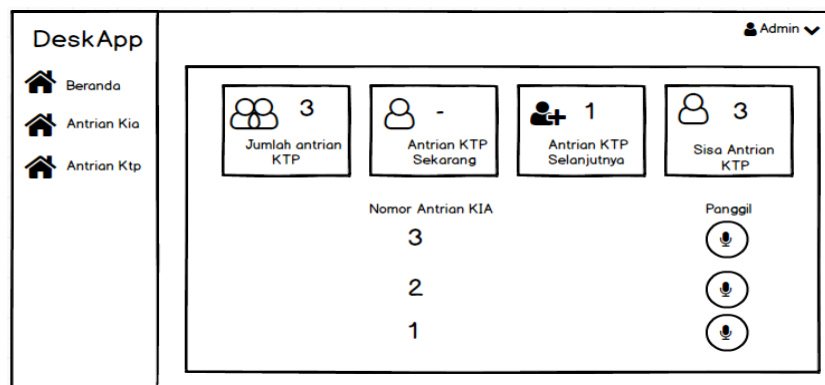 DeskApp
Admin
Beranda
Antrian Kia
Antrian Ktp
3
Jumlah antrian
KTP
-
Antrian KTP
Sekarang
1
Antrian KTP
Selanjutnya
3
Sisa Antrian
KTP
Nomor Antrian KIA Panggil
3
2
1